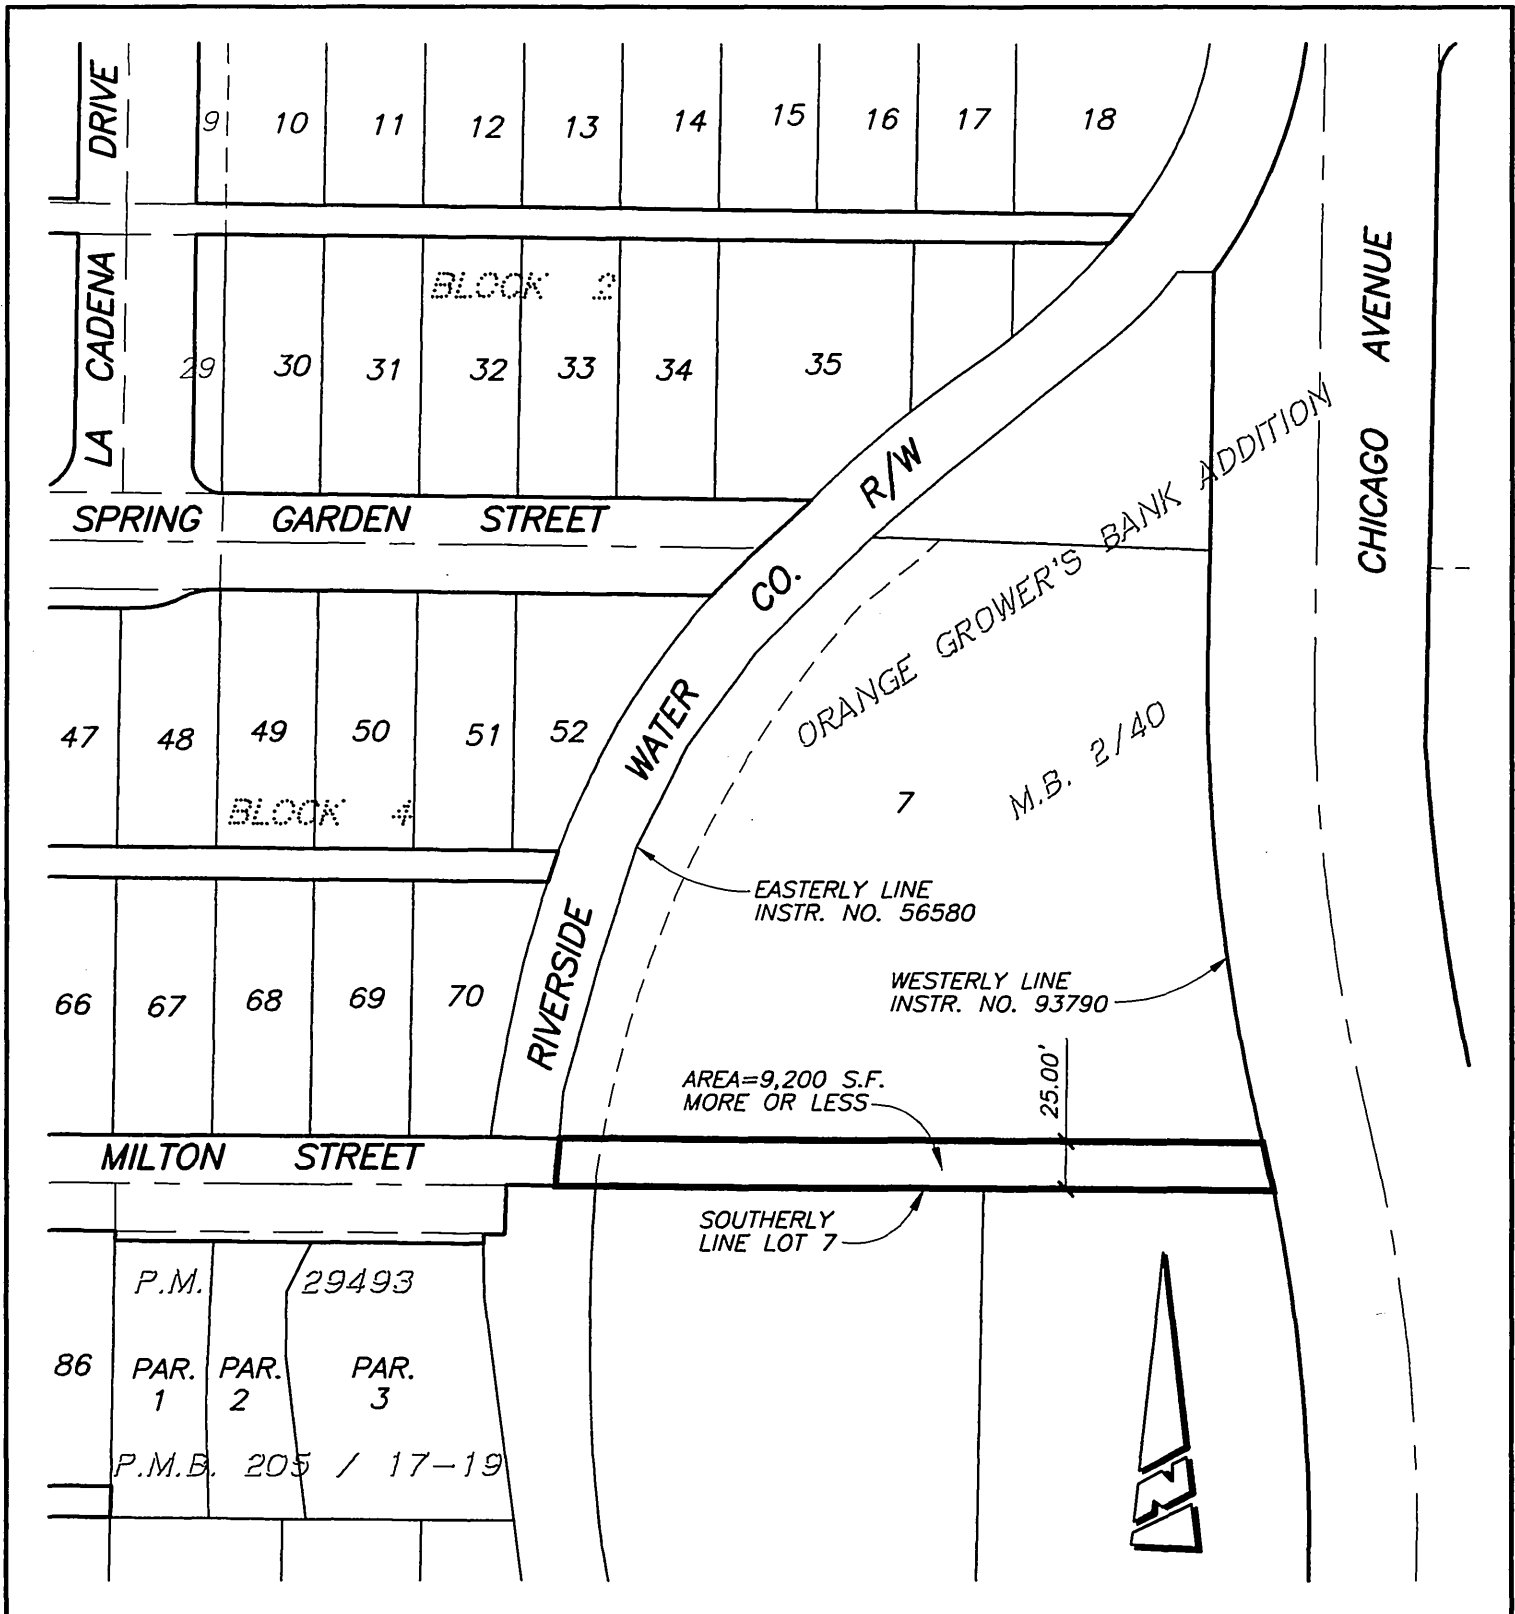 LA CADENA DRIVE
9 10 11 12 13 14 15 16 17 18
BLOCK 2
29 30 31 32 33 34 35
CHICAGO AVENUE
SPRING GARDEN STREET
RIVERSIDE WATER CO. R/W
ORANGE GROWER'S BANK ADDITION
M.B. 2/40
47 48 49 50 51 52
7
BLOCK 4
EASTERLY LINE
INSTR. NO. 56580
WESTERLY LINE
INSTR. NO. 93790
66 67 68 69 70
AREA=9,200 S.F.
MORE OR LESS
25.00'
MILTON STREET
SOUTHERLY
LINE LOT 7
P.M. 29493
86
PAR.
1
PAR.
2
PAR.
3
P.M.B. 205 / 17-19
N